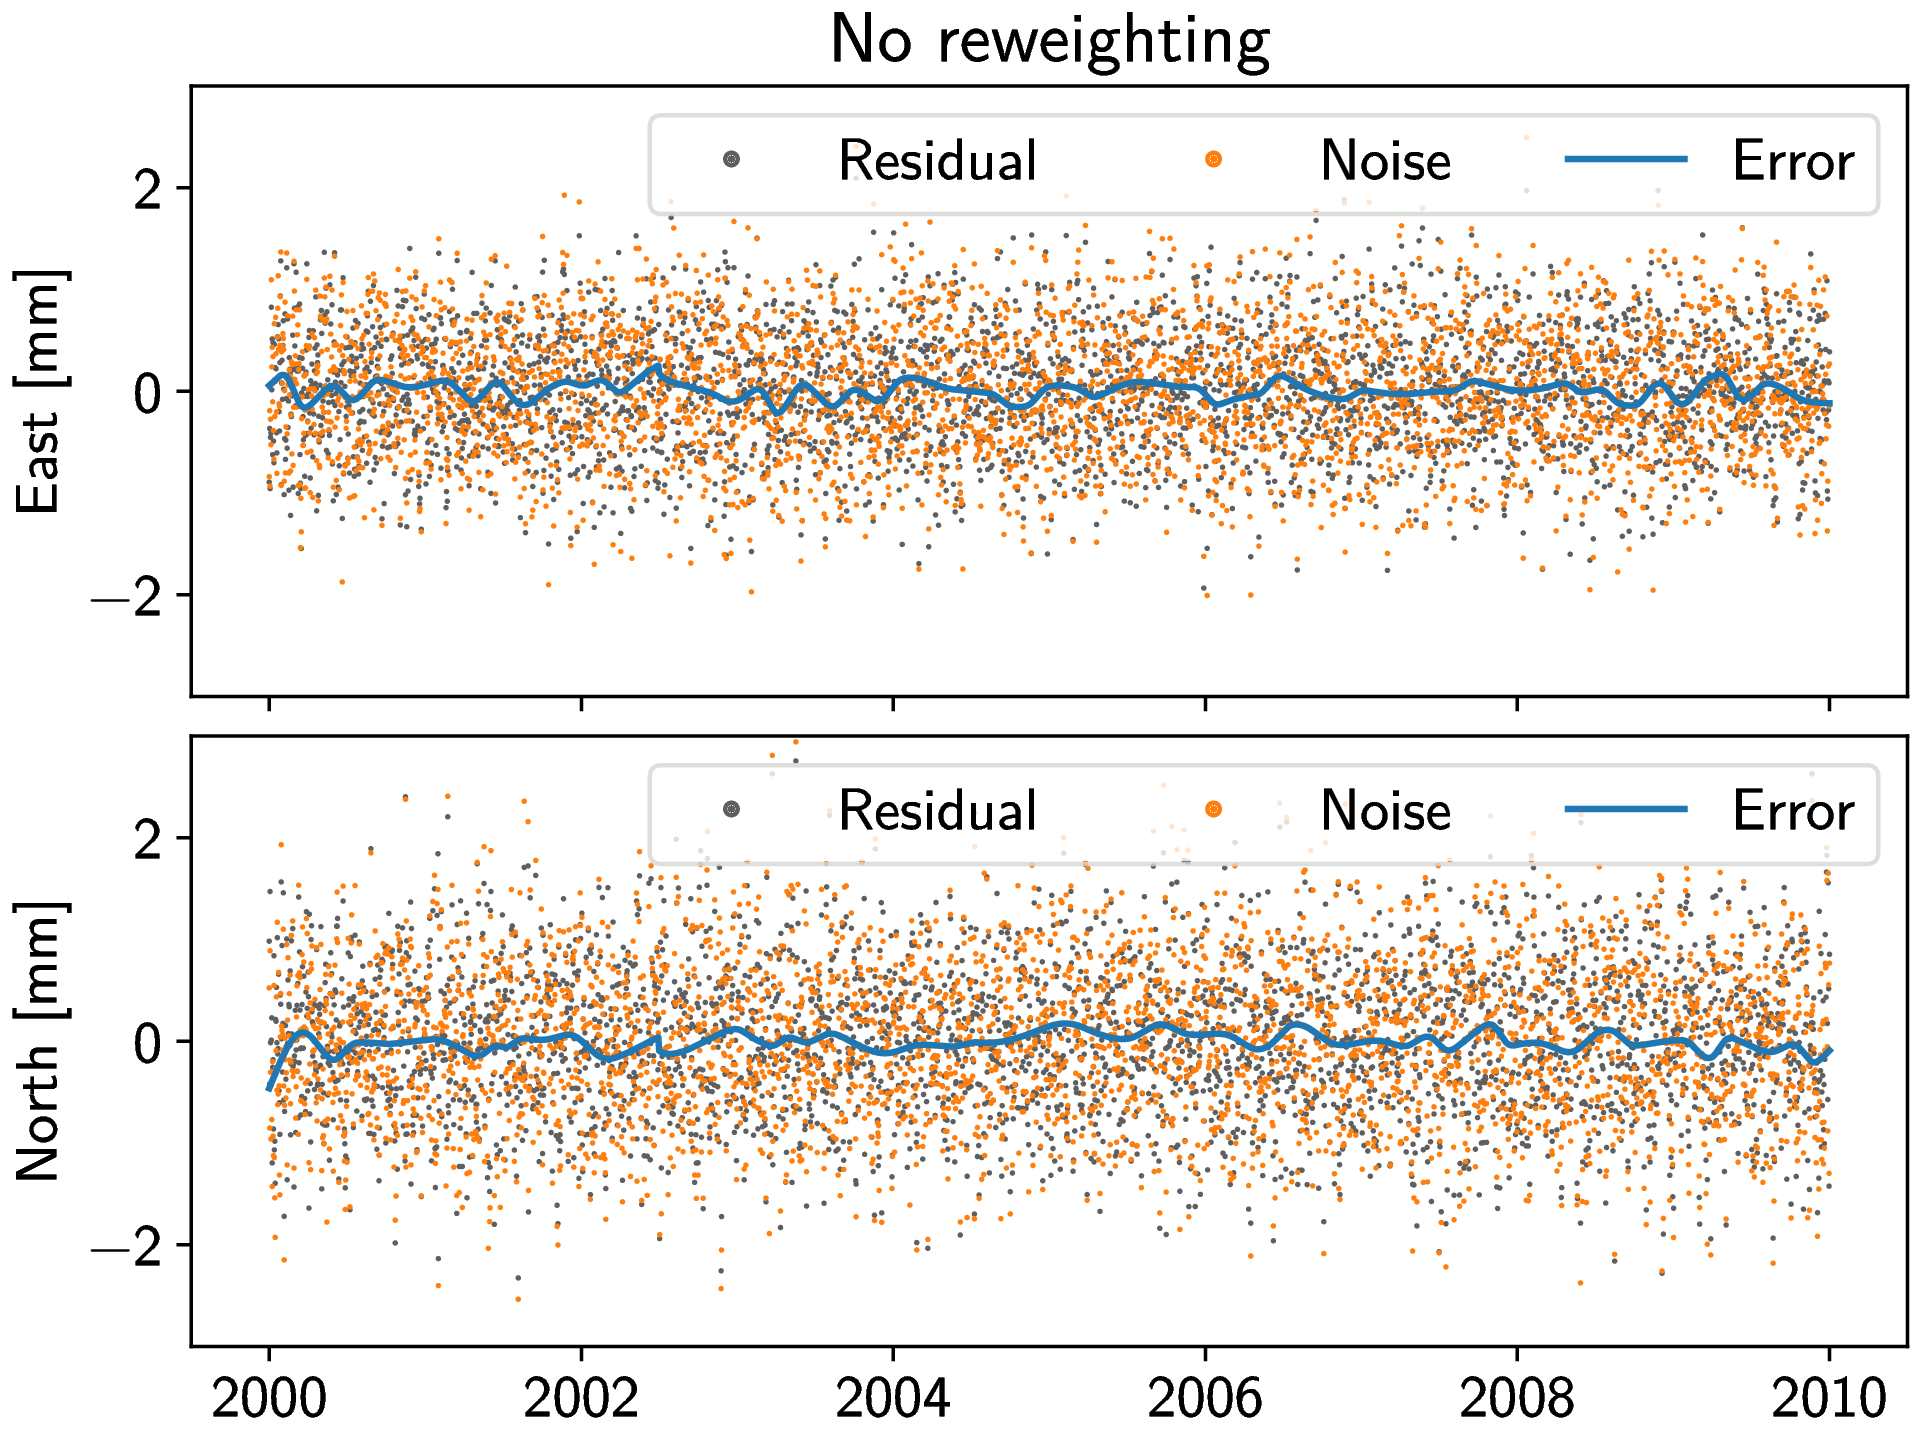 No reweighting
Residual Noise Error
East [mm]
2
0
−2
Residual Noise Error
North [mm]
2
0
−2
2000 2002 2004 2006 2008 2010